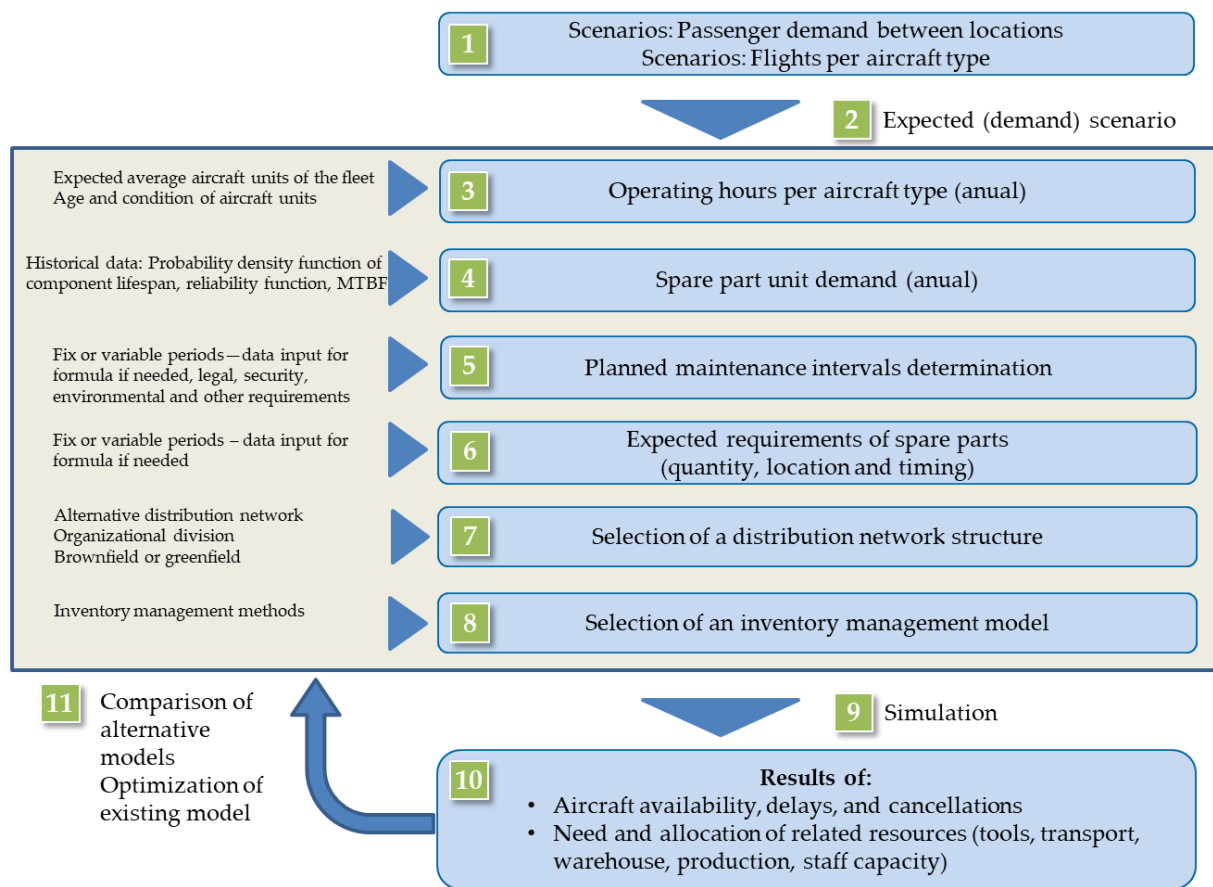 1
Scenarios: Passenger demand between locations
Scenarios: Flights per aircraft type
2
Expected (demand) scenario
Expected average aircraft units of the fleet
Age and condition of aircraft units
3
Operating hours per aircraft type (anual)
Historical data: Probability density function of
component lifespan, reliability function, MTBF
4
Spare part unit demand (anual)
Fix or variable periods—data input for
formula if needed, legal, security,
environmental and other requirements
5
Planned maintenance intervals determination
Fix or variable periods – data input for
formula if needed
6
Expected requirements of spare parts
(quantity, location and timing)
Alternative distribution network
Organizational division
Brownfield or greenfield
7
Selection of a distribution network structure
Inventory management methods
8
Selection of an inventory management model
11
Comparison of
alternative
models
Optimization of
existing model
9
Simulation
10
Results of:
• Aircraft availability, delays, and cancellations
• Need and allocation of related resources (tools, transport,
warehouse, production, staff capacity)